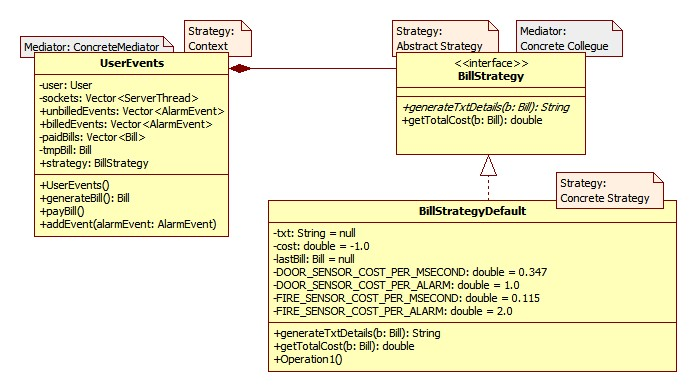 Mediator: ConcreteMediator
Strategy:
Context
UserEvents
-user: User
-sockets: Vector<ServerThread>
+unbilledEvents: Vector<AlarmEvent>
+billedEvents: Vector<AlarmEvent>
-paidBills: Vector<Bill>
-tmpBill: Bill
+strategy: BillStrategy
+UserEvents()
+generateBill(): Bill
+payBill()
+addEvent(alarmEvent: AlarmEvent)
Strategy:
Abstract Strategy
Mediator:
Concrete Collegue
<<interface>>
BillStrategy
+generateTxtDetails(b: Bill): String
+getTotalCost(b: Bill): double
Strategy:
Concrete Strategy
BillStrategyDefault
-txt: String = null
-cost: double = -1.0
-lastBill: Bill = null
-DOOR_SENSOR_COST_PER_MSECOND: double = 0.347
-DOOR_SENSOR_COST_PER_ALARM: double = 1.0
-FIRE_SENSOR_COST_PER_MSECOND: double = 0.115
-FIRE_SENSOR_COST_PER_ALARM: double = 2.0
+generateTxtDetails(b: Bill): String
+getTotalCost(b: Bill): double
+Operation1()